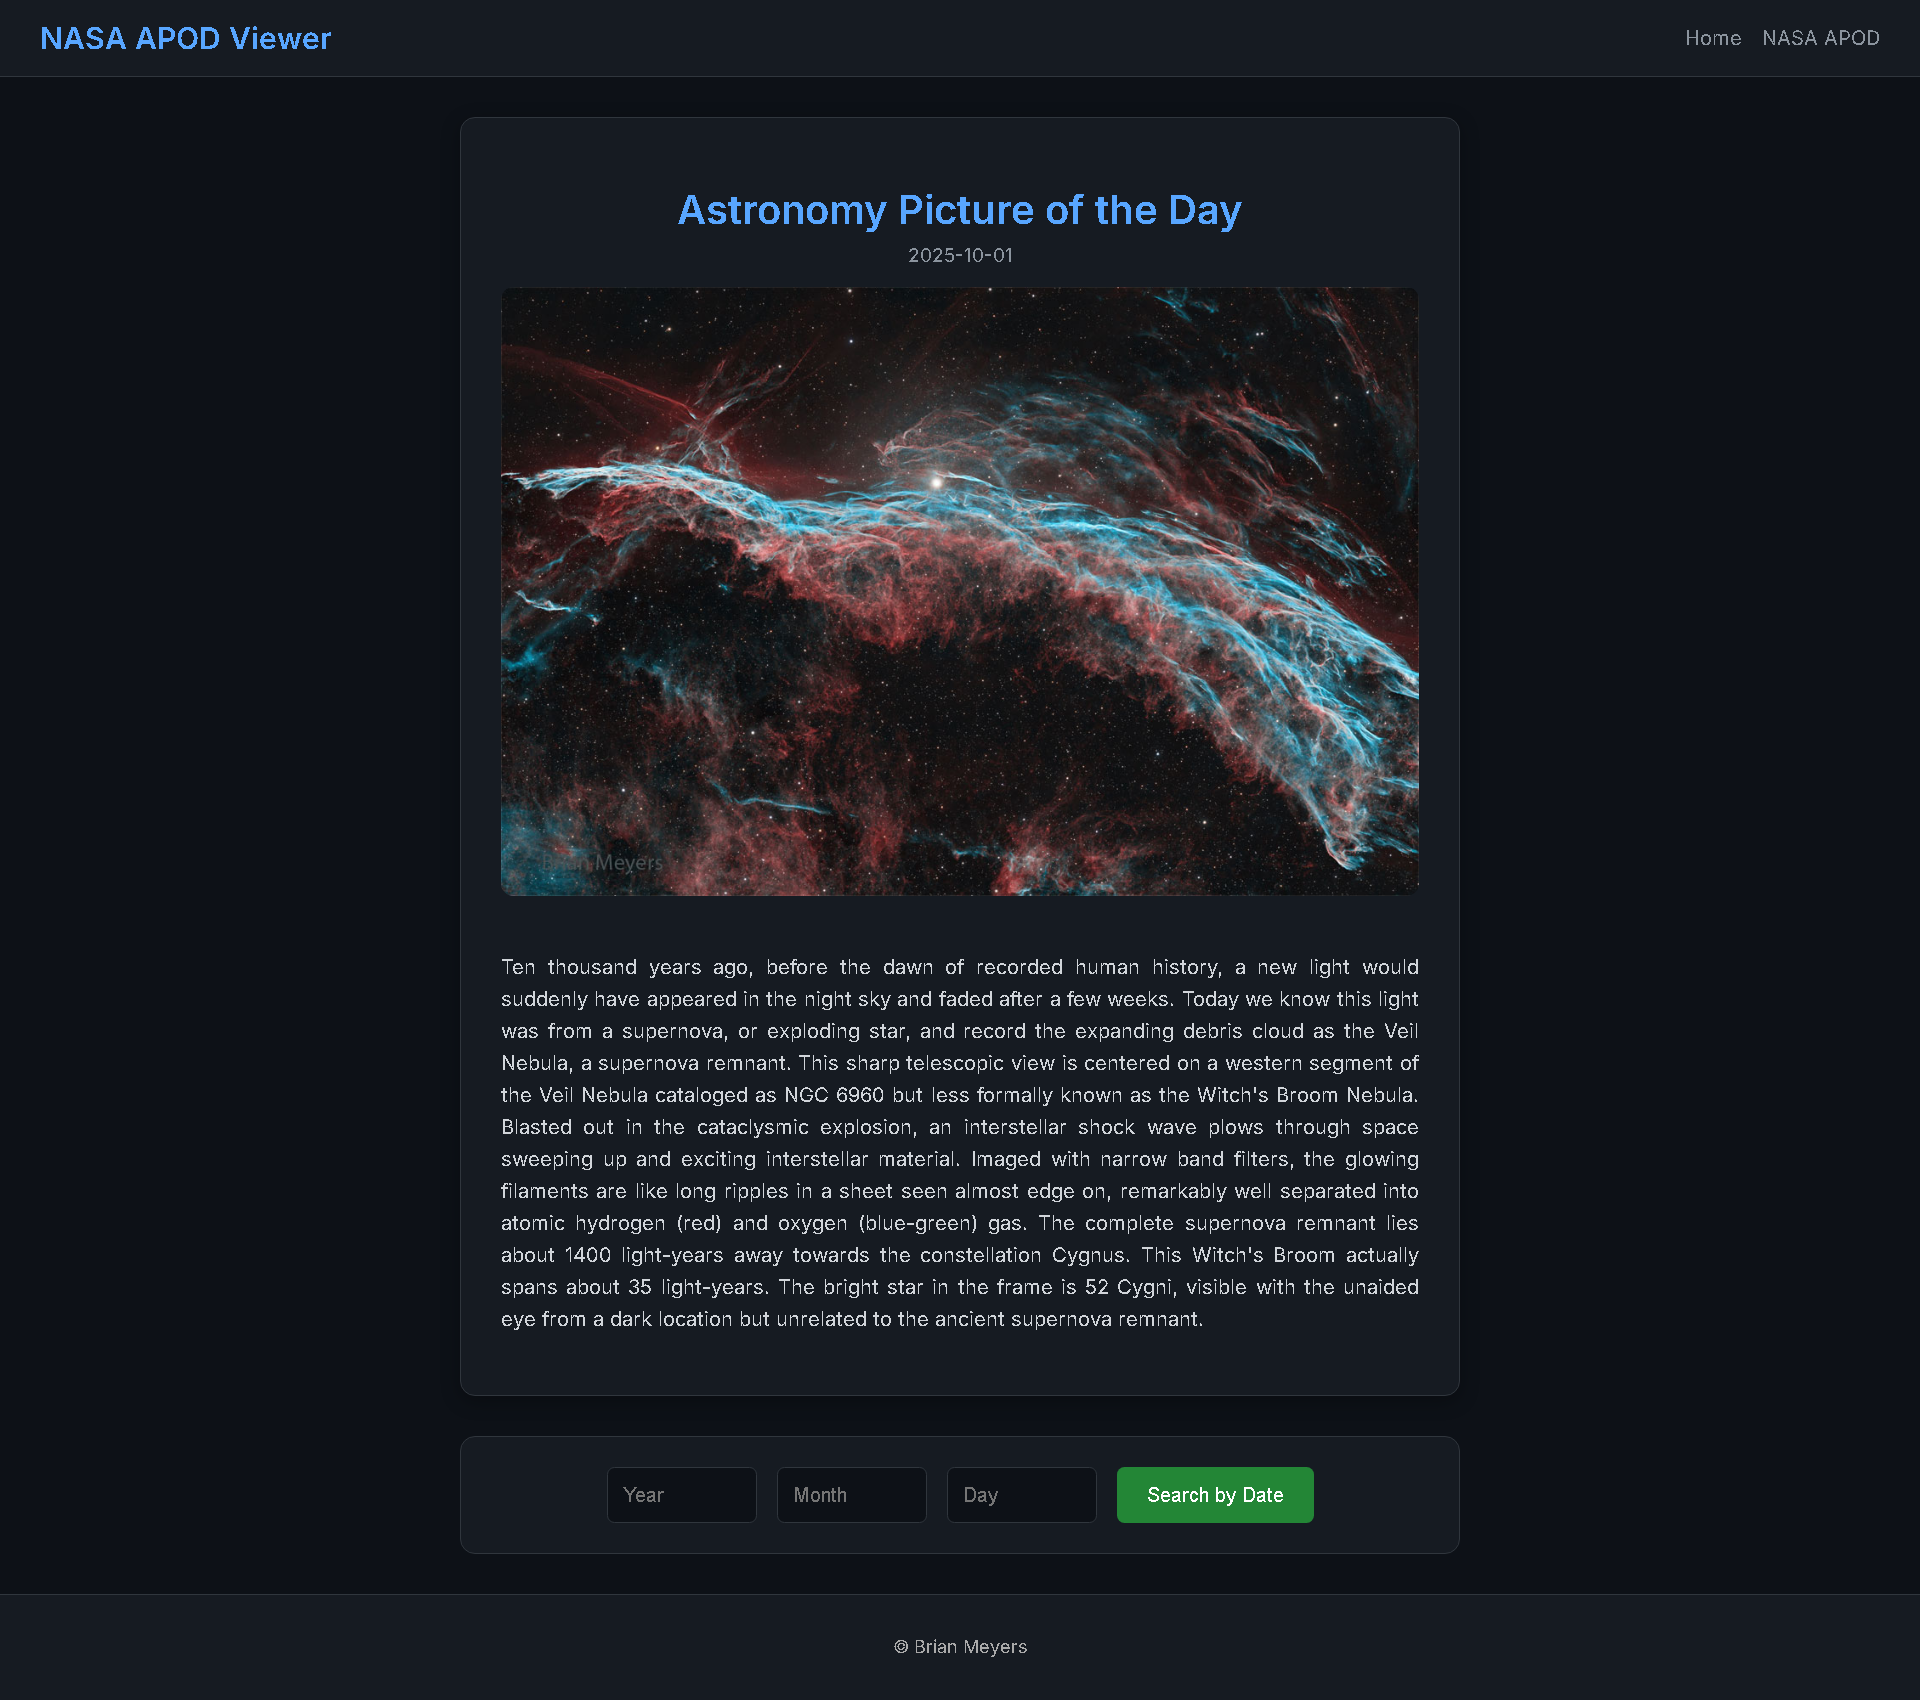 NASA APOD Viewer
Home
NASA APOD
Astronomy Picture of the Day
2025-10-01
Brian Meyers
Ten thousand years ago, before the dawn of recorded human history, a new light would
suddenly have appeared in the night sky and faded after a few weeks. Today we know this light
was from a supernova, or exploding star, and record the expanding debris cloud as the Veil
Nebula, a supernova remnant. This sharp telescopic view is centered on a western segment of
the Veil Nebula cataloged as NGC 6960 but less formally known as the Witch's Broom Nebula.
Blasted out in the cataclysmic explosion, an interstellar shock wave plows through space
sweeping up and exciting interstellar material. Imaged with narrow band filters, the glowing
filaments are like long ripples in a sheet seen almost edge on, remarkably well separated into
atomic hydrogen (red) and oxygen (blue-green) gas. The complete supernova remnant lies
about 1400 light-years away towards the constellation Cygnus. This Witch's Broom actually
spans about 35 light-years. The bright star in the frame is 52 Cygni, visible with the unaided
eye from a dark location but unrelated to the ancient supernova remnant.
Year
Month
Day
Search by Date
© Brian Meyers